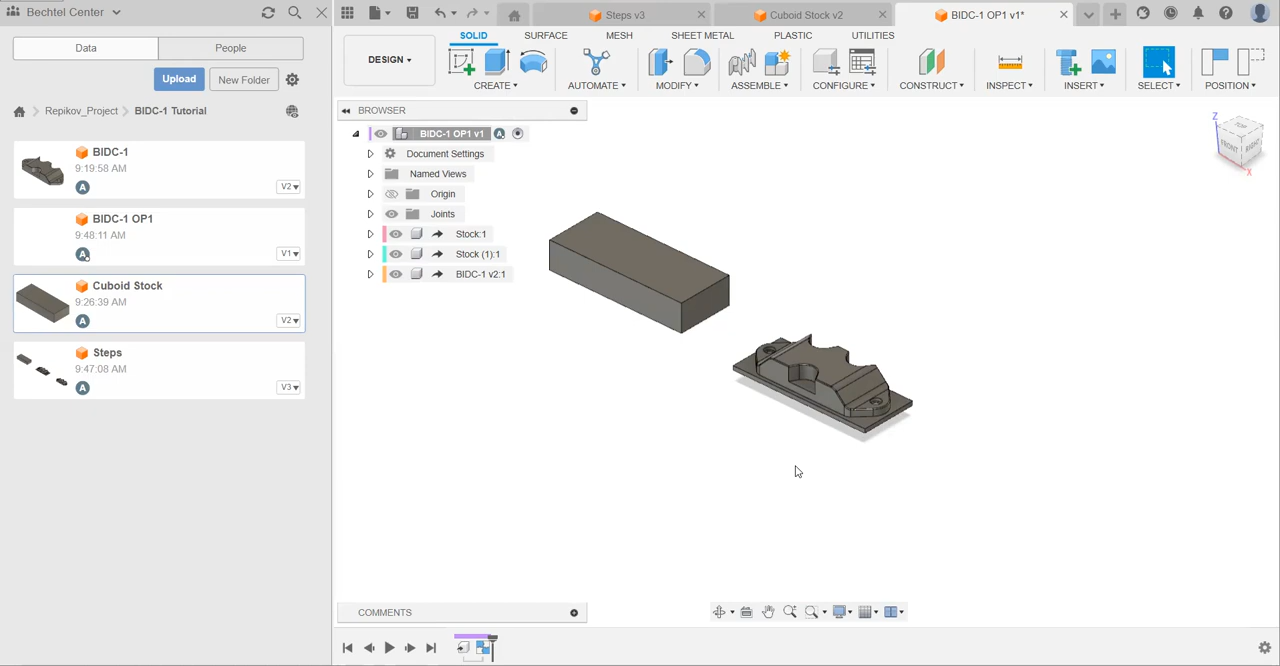 Bechtel Center
Steps v3
Cuboid Stock v2
BIDC-1 OP1 v1*
Data
People
Upload
New Folder
Repikov_Project
BIDC-1 Tutorial
BIDC-1
9:19:58 AM
A
V2
BIDC-1 OP1
9:48:11 AM
A
V1
Cuboid Stock
9:26:39 AM
A
V2
Steps
9:47:08 AM
A
V3
DESIGN
SOLID
SURFACE
MESH
SHEET METAL
PLASTIC
UTILITIES
CREATE
AUTOMATE
MODIFY
ASSEMBLE
CONFIGURE
CONSTRUCT
INSPECT
INSERT
SELECT
POSITION
BROWSER
BIDC-1 OP1 v1
A
Document Settings
Named Views
Origin
Joints
Stock:1
Stock (1):1
BIDC-1 v2:1
Z
TOP
FRONT
RIGHT
X
COMMENTS